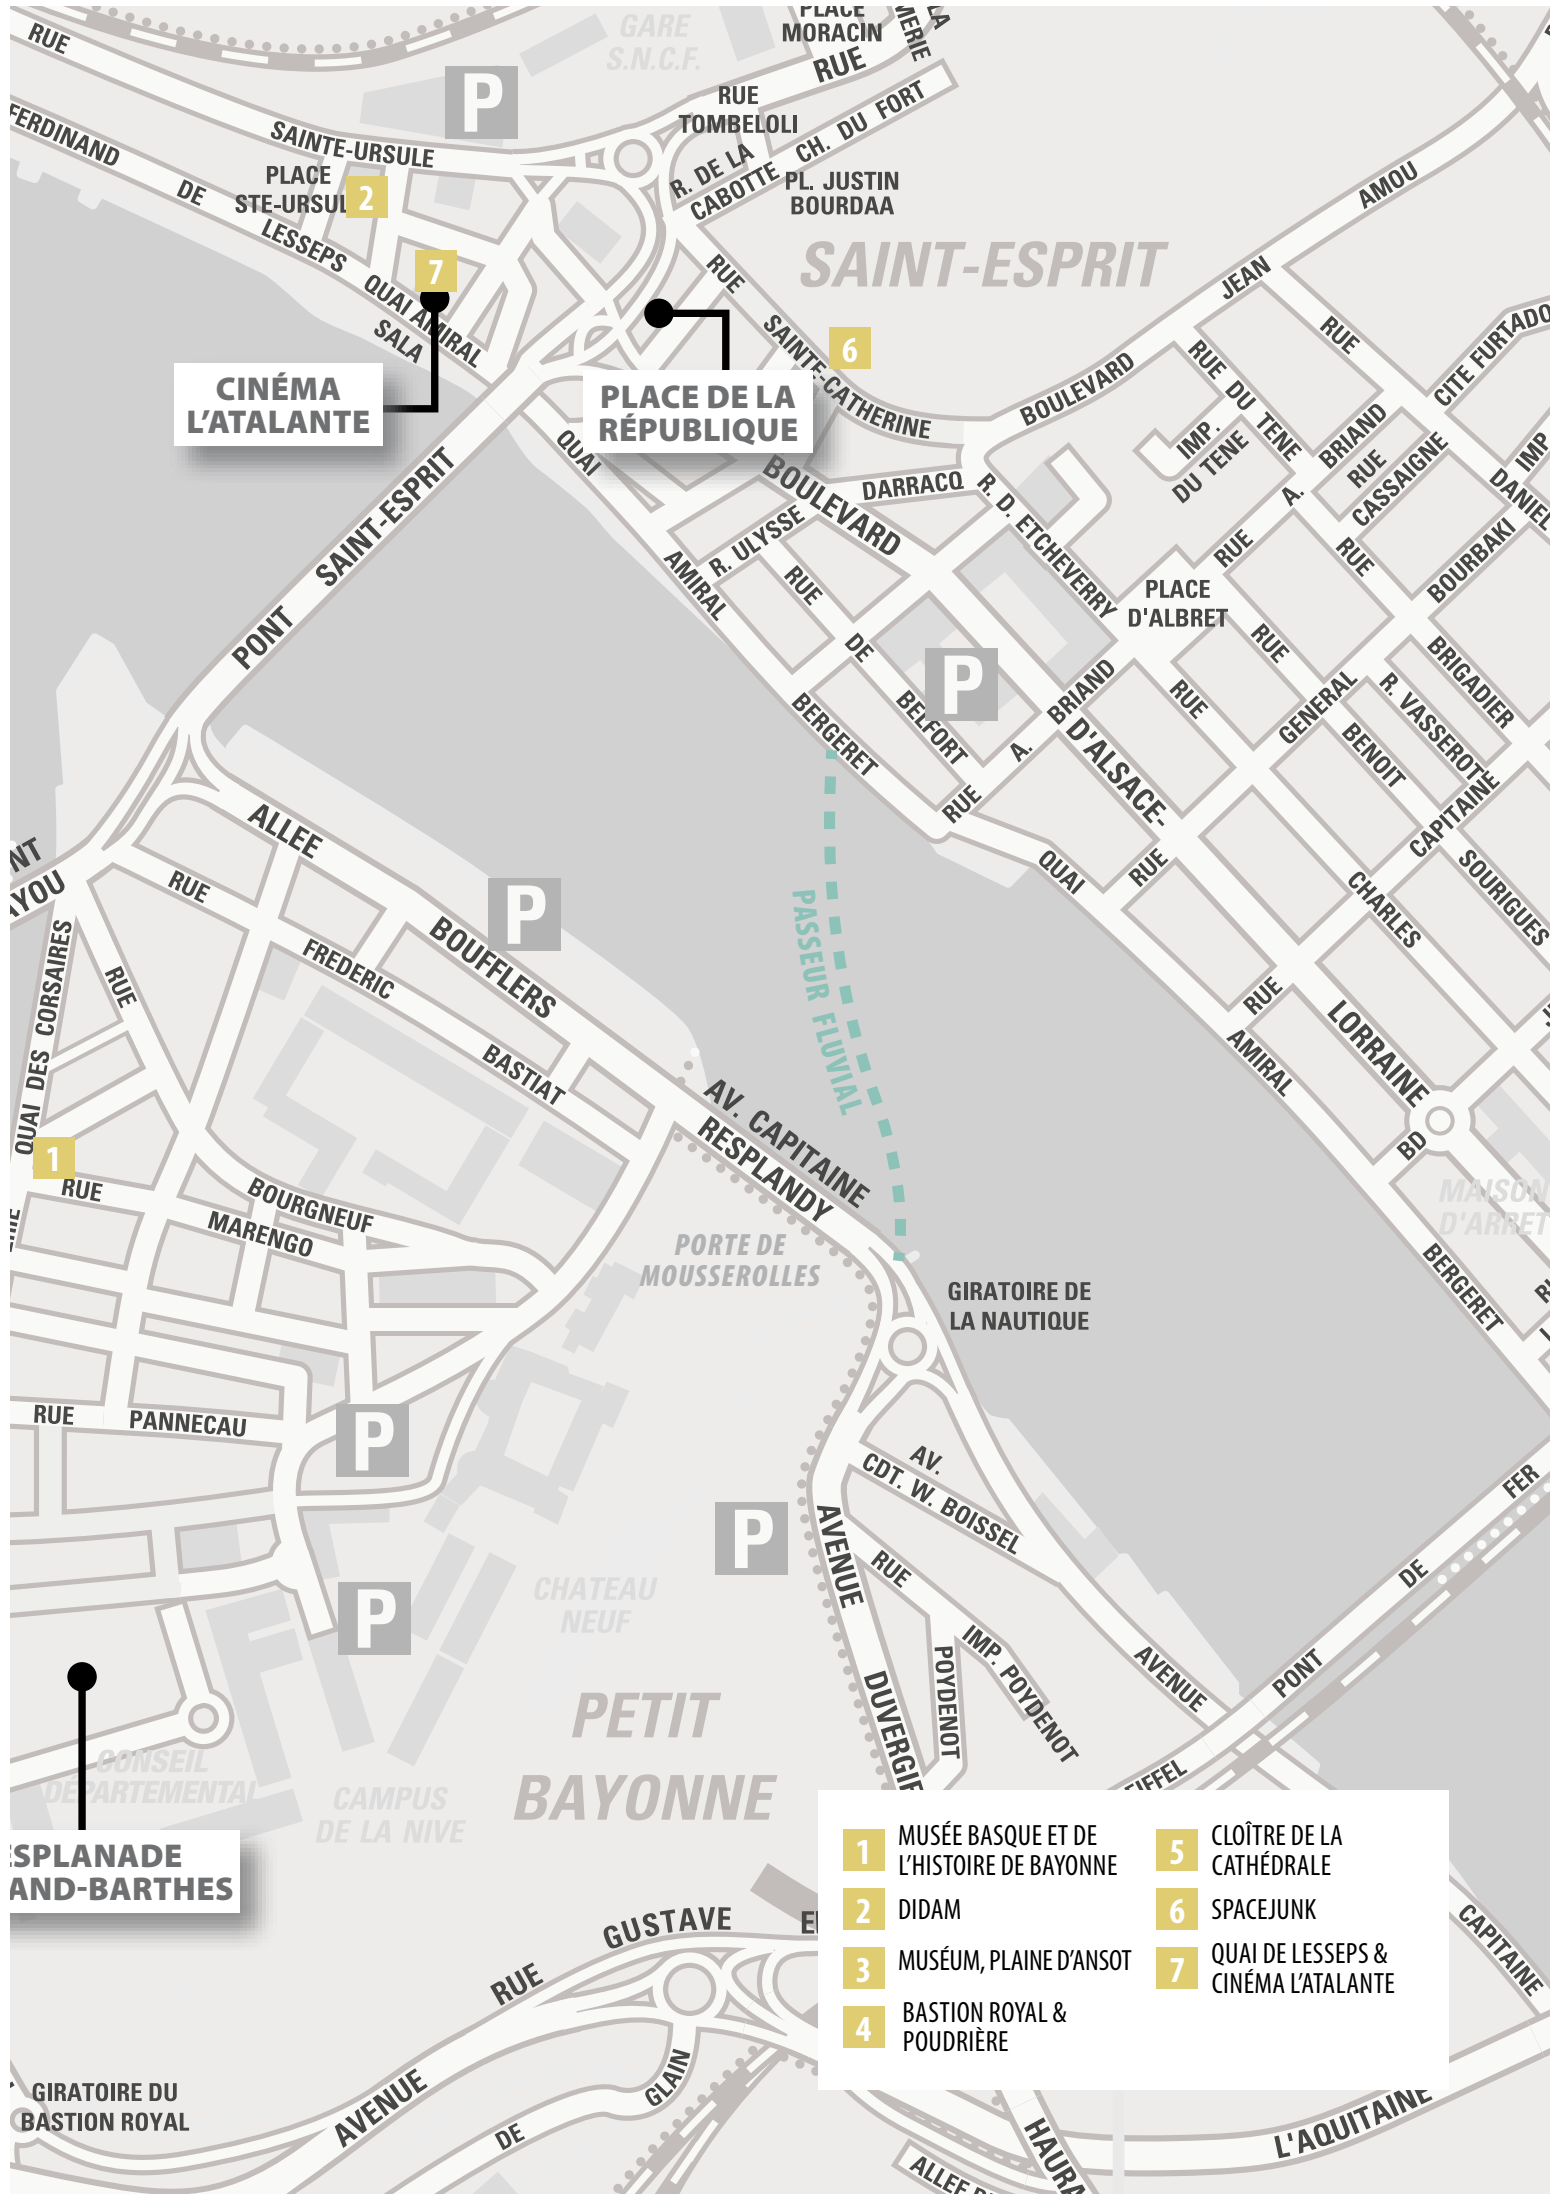 GARE
S.N.C.F.
PLACE
MORACIN
RUE
RUE
P
RUE
TOMBELOLI
CH. DU FORT
FERDINAND
DE
LESSEPS
SAINTE-URSULE
PLACE
STE-URSUL
2
R. DE LA
CABOTTE
PL. JUSTIN
BOURDAA
SAINT-ESPRIT
AMOU
JEAN
BOULEVARD
7
QUAI AMIRAL
SALA
RUE
SAINTE-CATHERINE
6
CINÉMA
L'ATALANTE
PLACE DE LA
RÉPUBLIQUE
RUE
CITE FURTADO
RUE DU TENE
IMP.
DU TENE
BRIAND
RUE
CASSAIGNE
IMP
DANIEL
A.
RUE
RUE
BOURBAKI
QUAI
AMIRAL
BERGERET
BOULEVARD
DARRACQ
R. ULYSSE
R. D. ETCHEVERRY
RUE
DE
BELFORT
PLACE
D'ALBRET
PONT SAINT-ESPRIT
P
BRIAND
A.
RUE
D'ALSACE-
RUE
RUE
GENERAL
BENOIT
R. VASSEROT
BRIGADIER
CAPITAINE
SOURIGUES
CHARLES
RUE
QUAI
RUE
LORRAINE
AMIRAL
BD
BERGERET
MAISON
D'ARRET
ALLEE
BOUFFLERS
P
RUE
FREDERIC
BASTIAT
PASSEUR FLUVIAL
QUAI DES CORSAIRES
RUE
BOURGNEUF
1
RUE
MARENGO
AV. CAPITAINE
RESPLANDY
PORTE DE
MOUSSEROLLES
GIRATOIRE DE
LA NAUTIQUE
RUE PANNECAU
P
P
P
AV.
CDT. W. BOISSEL
AVENUE
DUVERGIE
RUE
POYDENOT
IMP. POYDENOT
AVENUE
PONT DE FER
CHATEAU
NEUF
PETIT
BAYONNE
CONSEIL
DEPARTEMENTAL
CAMPUS
DE LA NIVE
ESPLANADE
AND-BARTHES
EIFFEL
1 MUSÉE BASQUE ET DE
L'HISTOIRE DE BAYONNE
2 DIDAM
3 MUSÉUM, PLAINE D'ANSOT
4 BASTION ROYAL &
POUDRIÈRE
5 CLOÎTRE DE LA
CATHÉDRALE
6 SPACEJUNK
7 QUAI DE LESSEPS &
CINÉMA L'ATALANTE
RUE GUSTAVE
CAPITAINE
GIRATOIRE DU
BASTION ROYAL
AVENUE
DE
GLAIN
HAURA
L'AQUITAINE
ALLEE